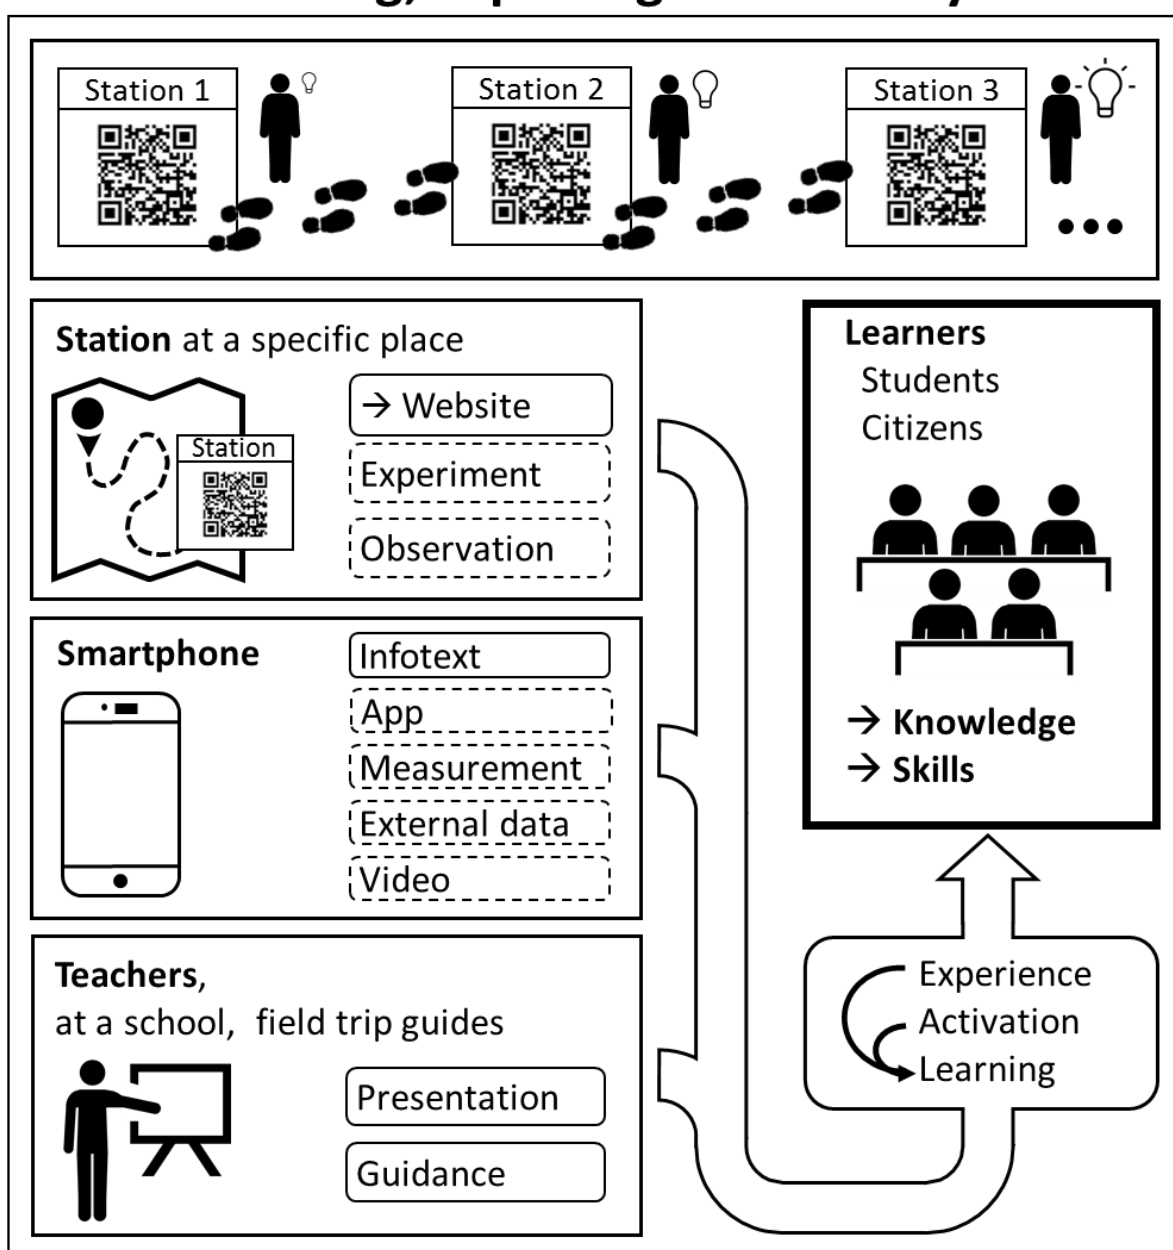 Station 1
Station 2
Station 3
Station at a specific place
→ Website
Station
Experiment
Observation
Smartphone
Infotext
App
Measurement
External data
Video
Teachers,
at a school, field trip guides
Presentation
Guidance
Learners
Students
Citizens
→ Knowledge
→ Skills
Experience
Activation
Learning